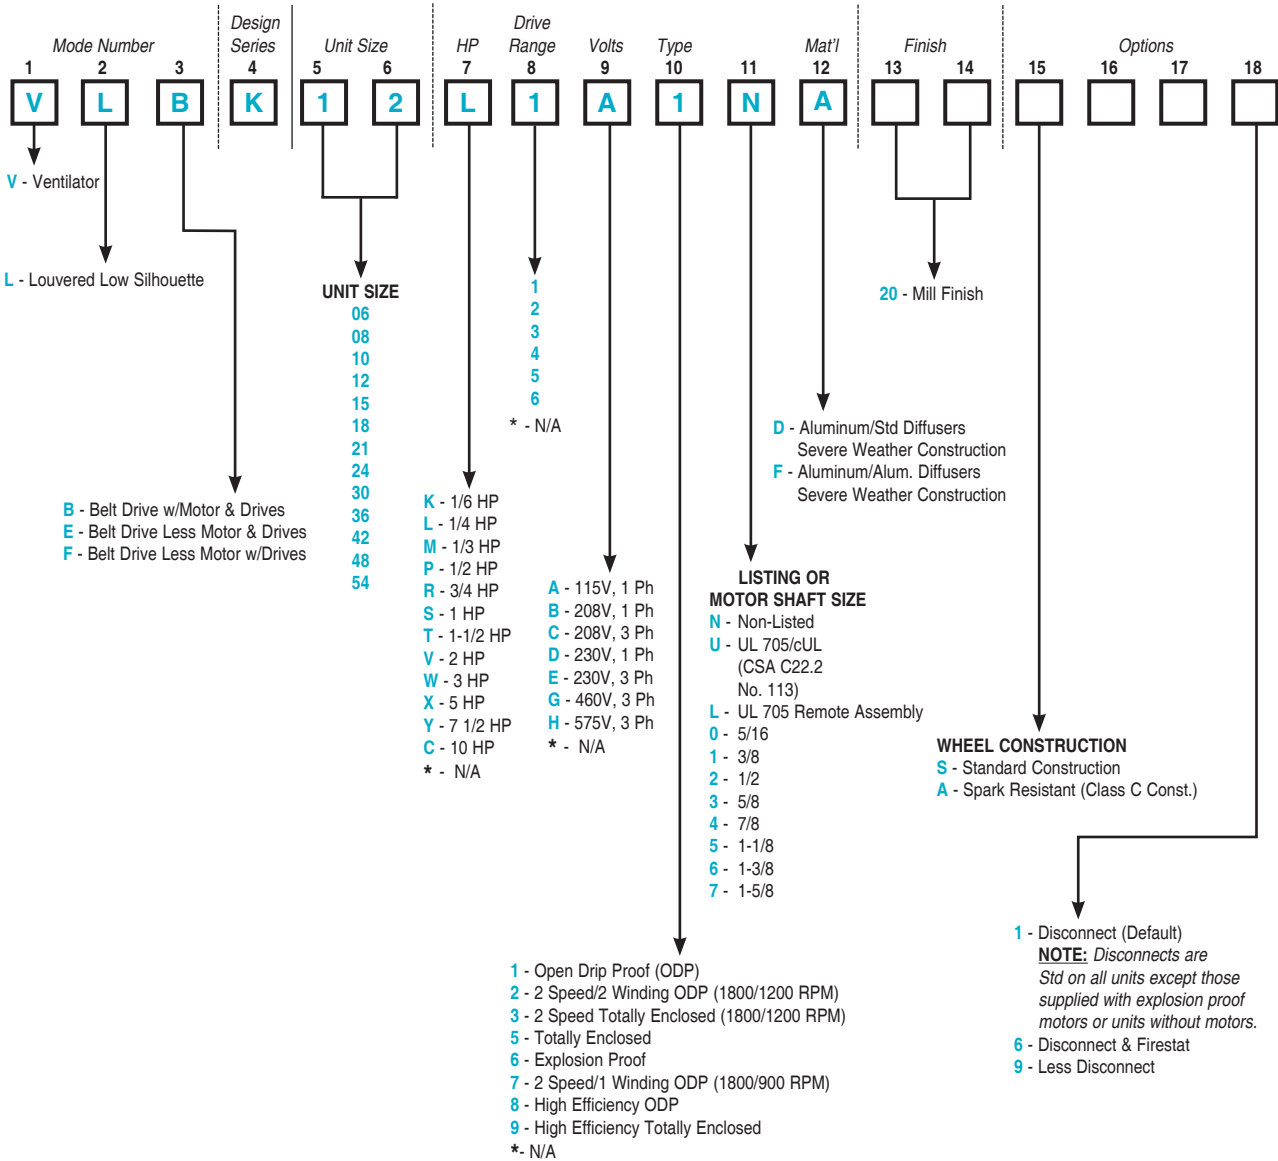 Mode Number
Design Series
Unit Size
HP
Drive Range
Volts
Type
Mat'l
Finish
Options
1 2 3 4 5 6 7 8 9 10 11 12 13 14 15 16 17 18
V L B K 1 2 L 1 A 1 N A
V - Ventilator
L - Louvered Low Silhouette
B - Belt Drive w/Motor & Drives
E - Belt Drive Less Motor & Drives
F - Belt Drive Less Motor w/Drives
UNIT SIZE
06
08
10
12
15
18
21
24
30
36
42
48
54
K - 1/6 HP
L - 1/4 HP
M - 1/3 HP
P - 1/2 HP
R - 3/4 HP
S - 1 HP
T - 1-1/2 HP
V - 2 HP
W - 3 HP
X - 5 HP
Y - 7 1/2 HP
C - 10 HP
* - N/A
1
2
3
4
5
6
* - N/A
A - 115V, 1 Ph
B - 208V, 1 Ph
C - 208V, 3 Ph
D - 230V, 1 Ph
E - 230V, 3 Ph
G - 460V, 3 Ph
H - 575V, 3 Ph
* - N/A
1 - Open Drip Proof (ODP)
2 - 2 Speed/2 Winding ODP (1800/1200 RPM)
3 - 2 Speed Totally Enclosed (1800/1200 RPM)
5 - Totally Enclosed
6 - Explosion Proof
7 - 2 Speed/1 Winding ODP (1800/900 RPM)
8 - High Efficiency ODP
9 - High Efficiency Totally Enclosed
*- N/A
LISTING OR
MOTOR SHAFT SIZE
N - Non-Listed
U - UL 705/cUL
(CSA C22.2
No. 113)
L - UL 705 Remote Assembly
0 - 5/16
1 - 3/8
2 - 1/2
3 - 5/8
4 - 7/8
5 - 1-1/8
6 - 1-3/8
7 - 1-5/8
D - Aluminum/Std Diffusers
Severe Weather Construction
F - Aluminum/Alum. Diffusers
Severe Weather Construction
20 - Mill Finish
WHEEL CONSTRUCTION
S - Standard Construction
A - Spark Resistant (Class C Const.)
1 - Disconnect (Default)
NOTE: Disconnects are
Std on all units except those
supplied with explosion proof
motors or units without motors.
6 - Disconnect & Firestat
9 - Less Disconnect